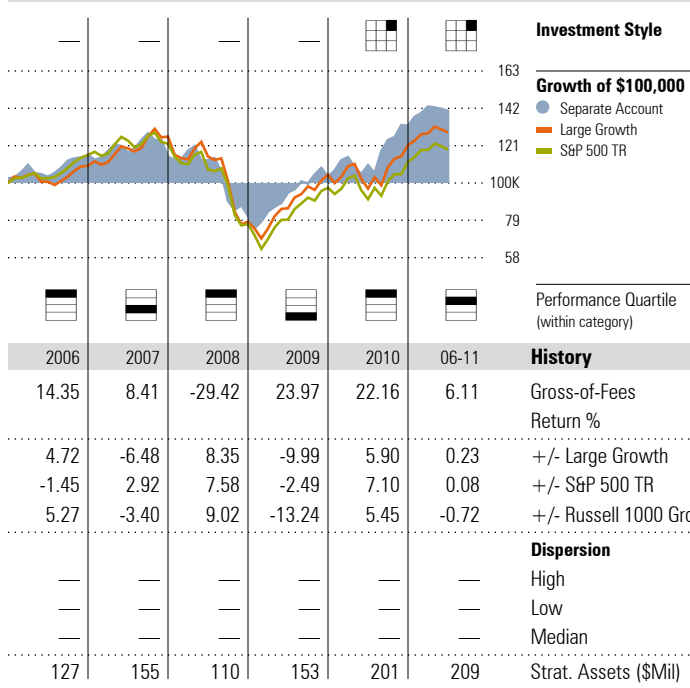 — — — — Investment Style
163
Growth of $100,000
142
Separate Account
Large Growth
121
S&P 500 TR
100K
79
58
Performance Quartile
(within category)
2006 2007 2008 2009 2010 06-11 History
14.35 8.41 -29.42 23.97 22.16 6.11 Gross-of-Fees
Return %
4.72 -6.48 8.35 -9.99 5.90 0.23 +/- Large Growth
-1.45 2.92 7.58 -2.49 7.10 0.08 +/- S&P 500 TR
5.27 -3.40 9.02 -13.24 5.45 -0.72 +/- Russell 1000 Gro
Dispersion
— — — — — — High
— — — — — — Low
— — — — — — Median
127 155 110 153 201 209 Strat. Assets ($Mil)